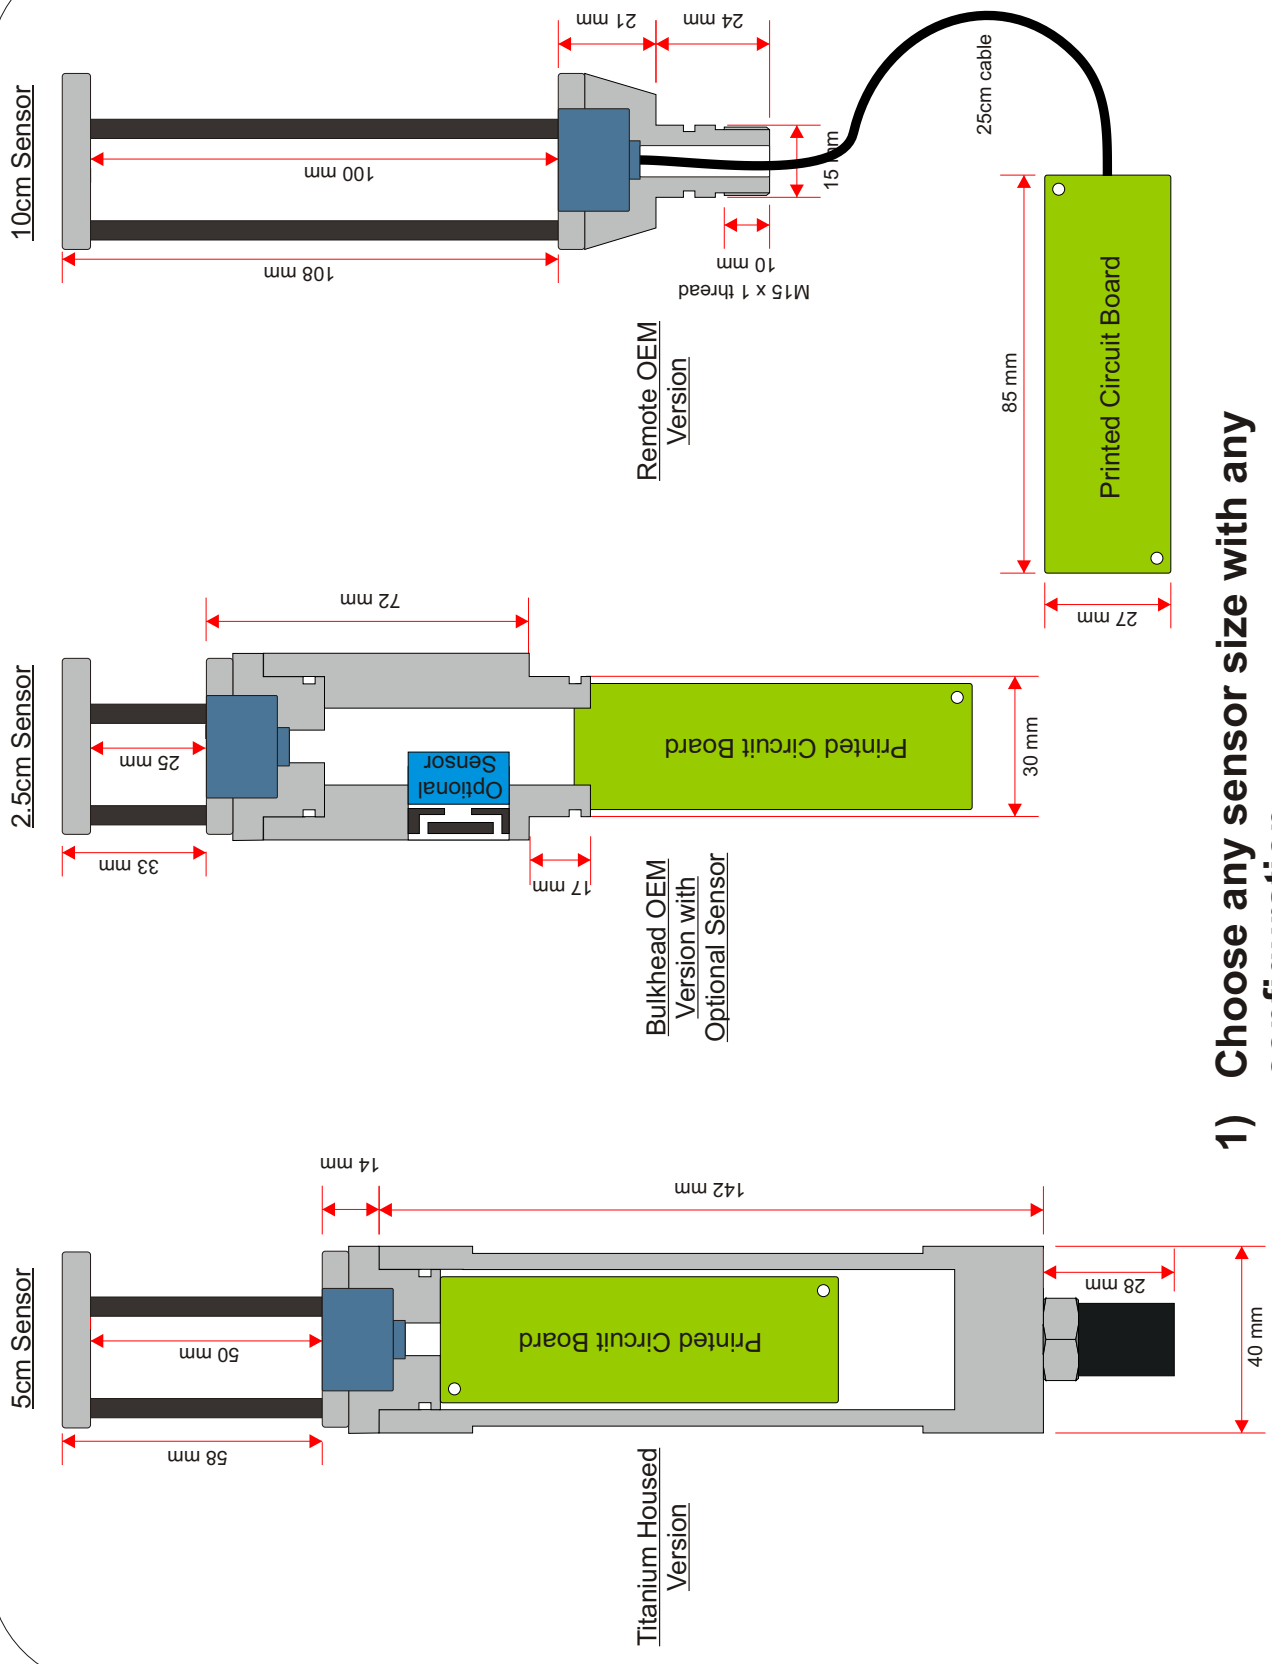 10cm Sensor
21 mm
24 mm
100 mm
108 mm
15 mm
10 mm
M15 x 1 thread
25cm cable
Remote OEM
Version
85 mm
Printed Circuit Board
27 mm
2.5cm Sensor
72 mm
25 mm
33 mm
Optional
Sensor
17 mm
Printed Circuit Board
30 mm
Bulkhead OEM
Version with
Optional Sensor
5cm Sensor
14 mm
142 mm
50 mm
58 mm
Printed Circuit Board
28 mm
40 mm
Titanium Housed
Version
1) Choose any sensor size with any